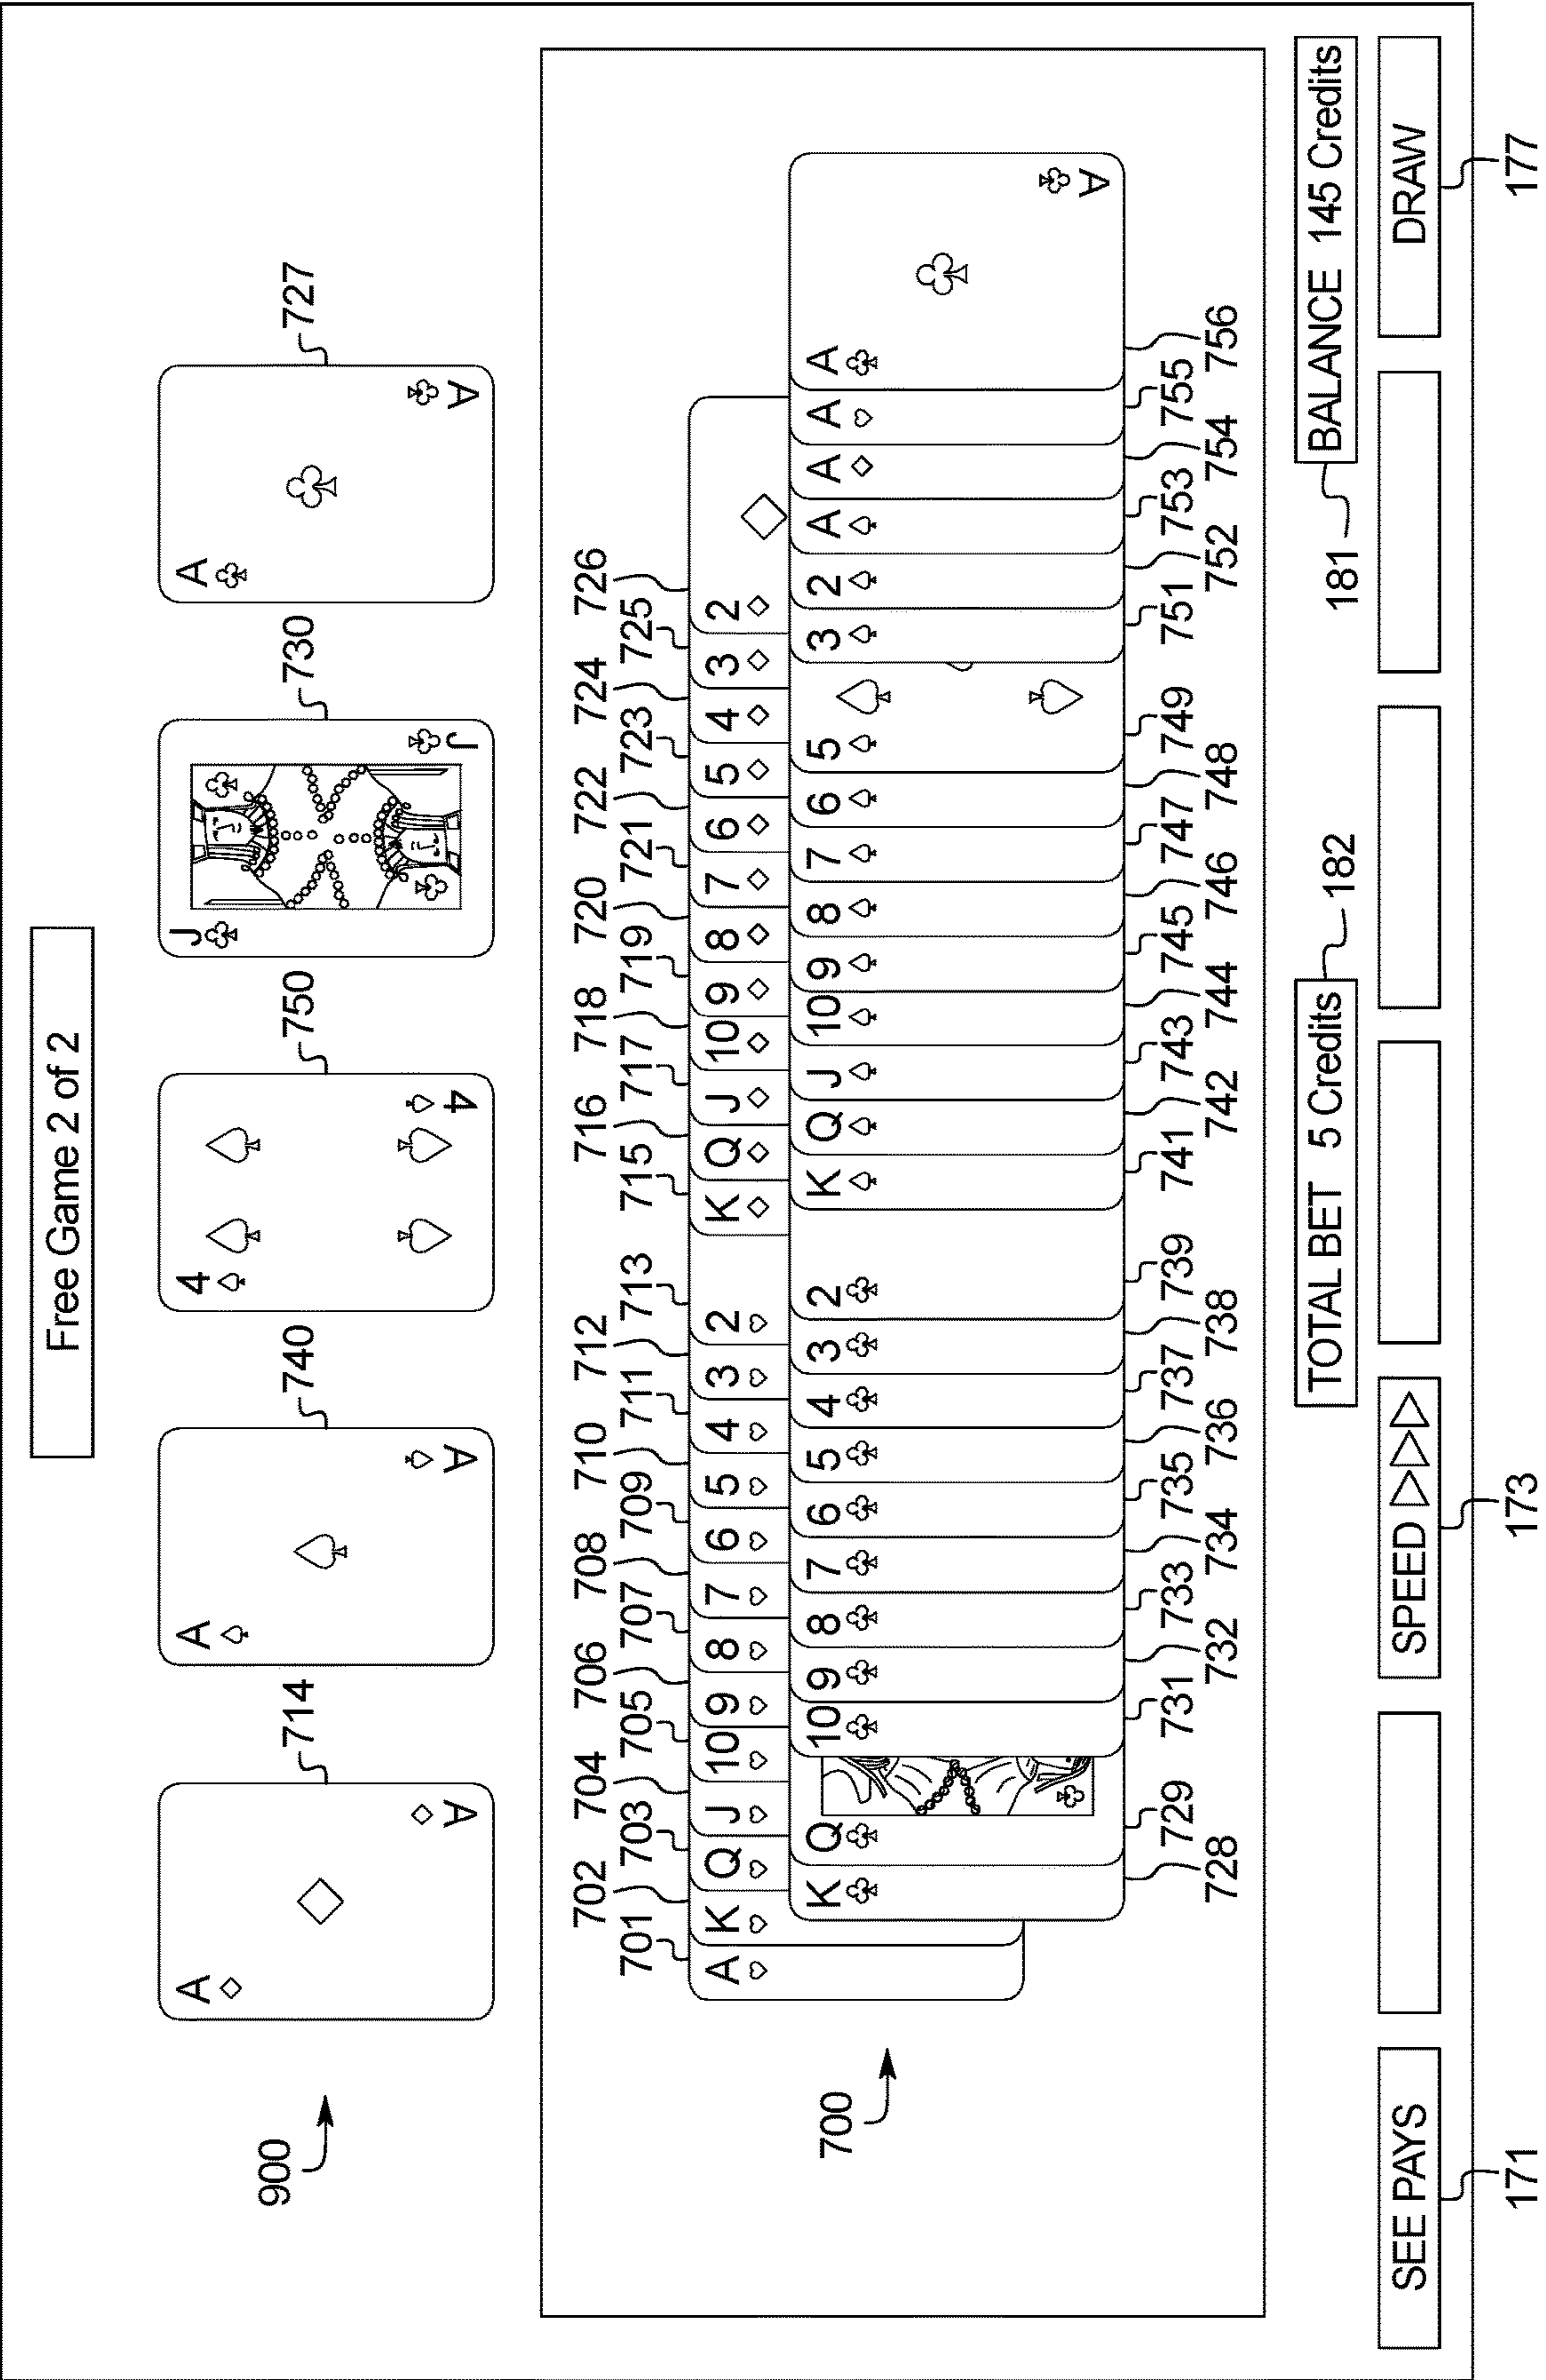 Free Game 2 of 2
900
714
740
750
730
727
A A
A A
4 4
J J
A A
702 704 706 708 710 712 716 718 720 722 724 726
701 703 705 707 709 711 713 715 717 719 721 723 725
A K Q J 10 9 8 7 6 5 4 3 2 K Q J 10 9 8 7 6 5 4 3 2
700
K Q 10 9 8 7 6 5 4 3 2 K Q J 10 9 8 7 6 5 3 2 A A A A A
729 731 733 735 737 739 741 743 745 747 749 751 753 755
728 732 734 736 738 742 744 746 748 752 754 756
TOTAL BET 5 Credits
182
181
BALANCE 145 Credits
SEE PAYS
SPEED
DRAW
171
173
177